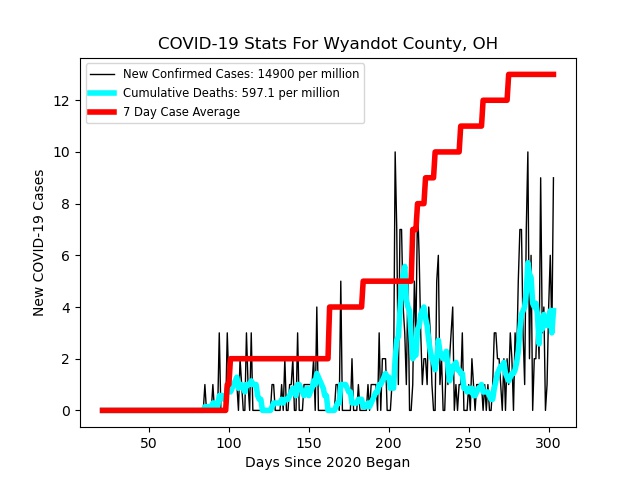 COVID-19 Stats For Wyandot County, OH
New Confirmed Cases: 14900 per million
Cumulative Deaths: 597.1 per million
7 Day Case Average
New COVID-19 Cases
12
10
8
6
4
2
0
50 100 150 200 250 300
Days Since 2020 Began